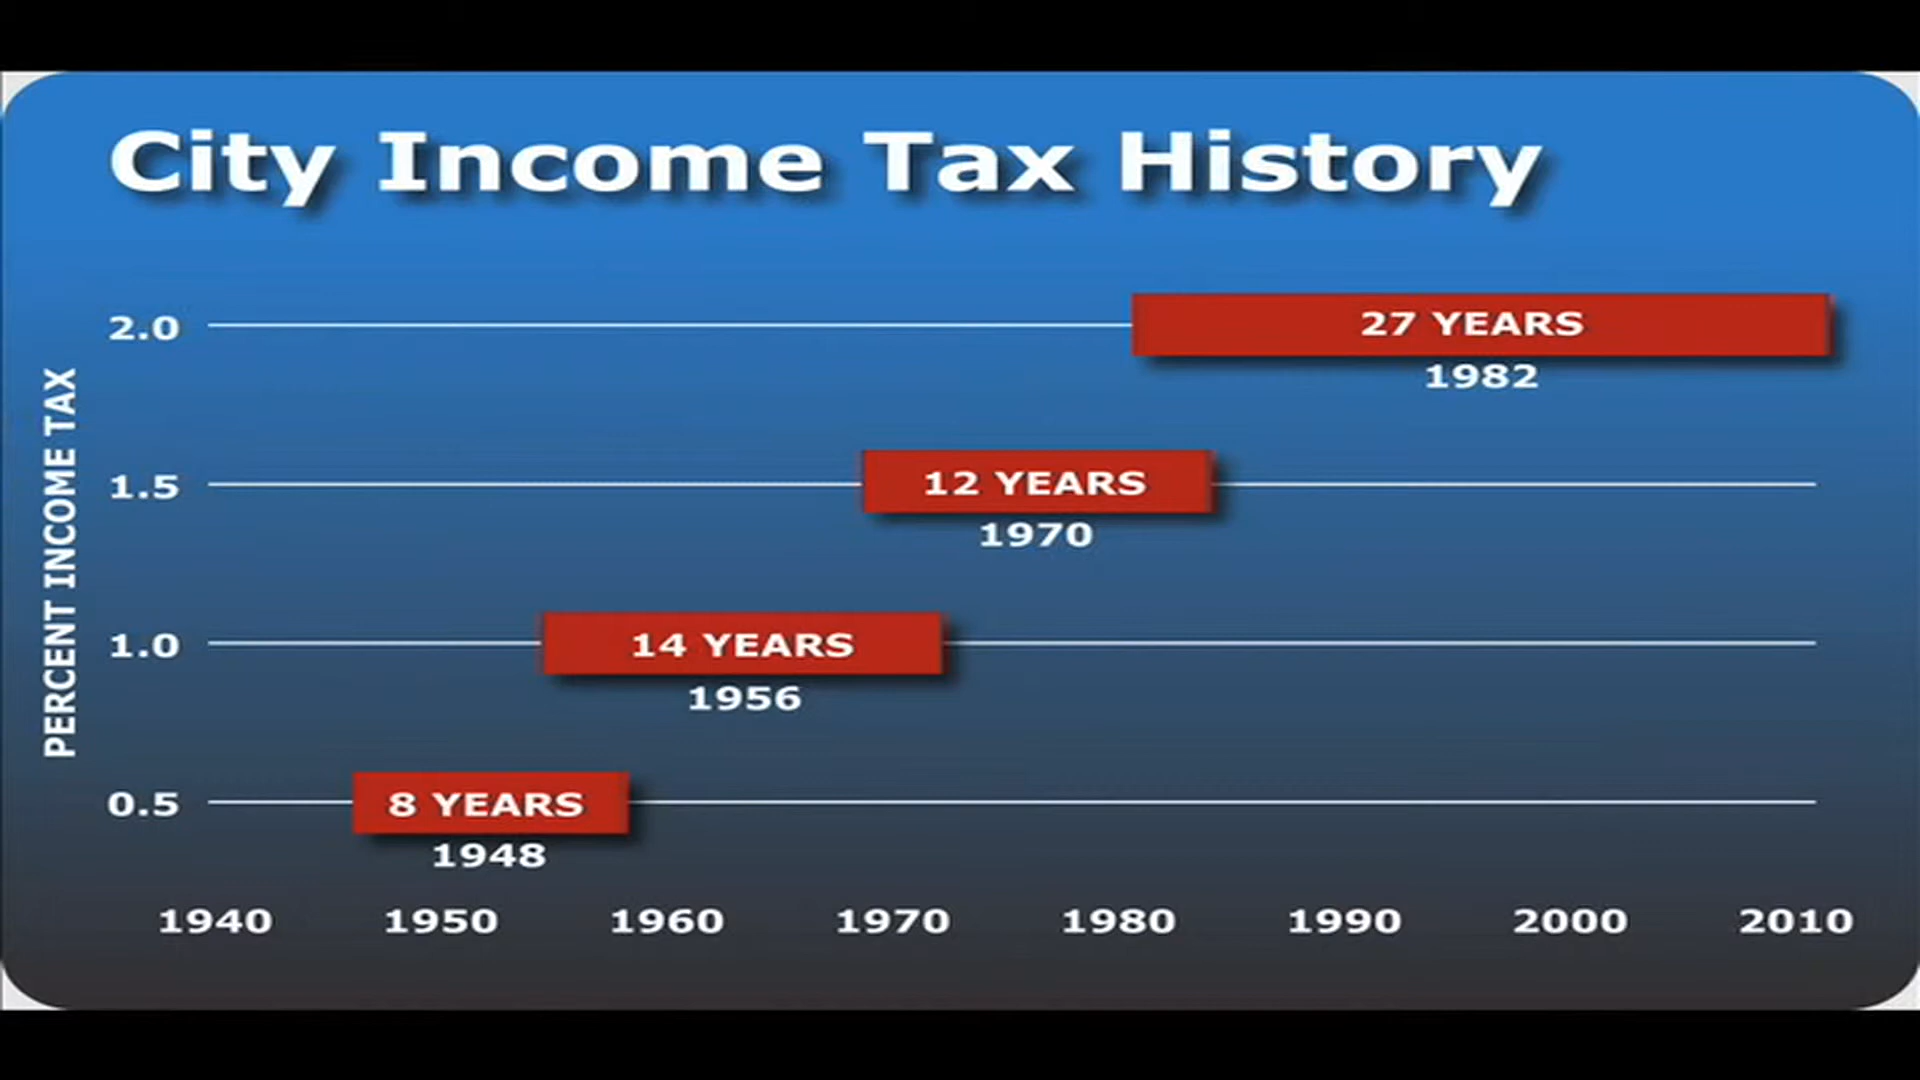 City Income Tax History
PERCENT INCOME TAX
2.0
27 YEARS
1982
1.5
12 YEARS
1970
1.0
14 YEARS
1956
0.5
8 YEARS
1948
1940 1950 1960 1970 1980 1990 2000 2010